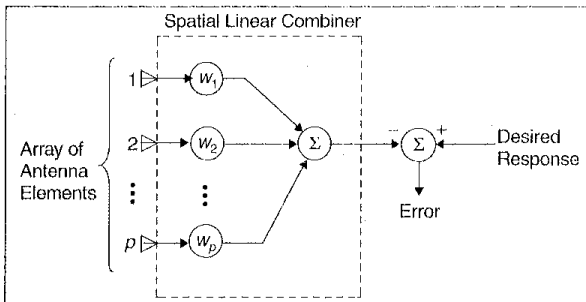 Spatial Linear Combiner
1
w1
2
w2
Σ
− +
Σ
Desired
Response
Array of
Antenna
Elements
Error
p
wp